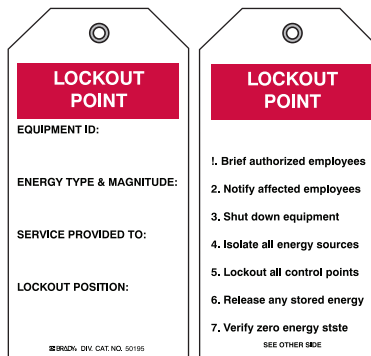 LOCKOUT
POINT
EQUIPMENT ID:
ENERGY TYPE & MAGNITUDE:
SERVICE PROVIDED TO:
LOCKOUT POSITION:
BRADY. DIV. CAT. NO. 50195
LOCKOUT
POINT
!. Brief authorized employees
2. Notify affected employees
3. Shut down equipment
4. Isolate all energy sources
5. Lockout all control points
6. Release any stored energy
7. Verify zero energy stste
SEE OTHER SIDE